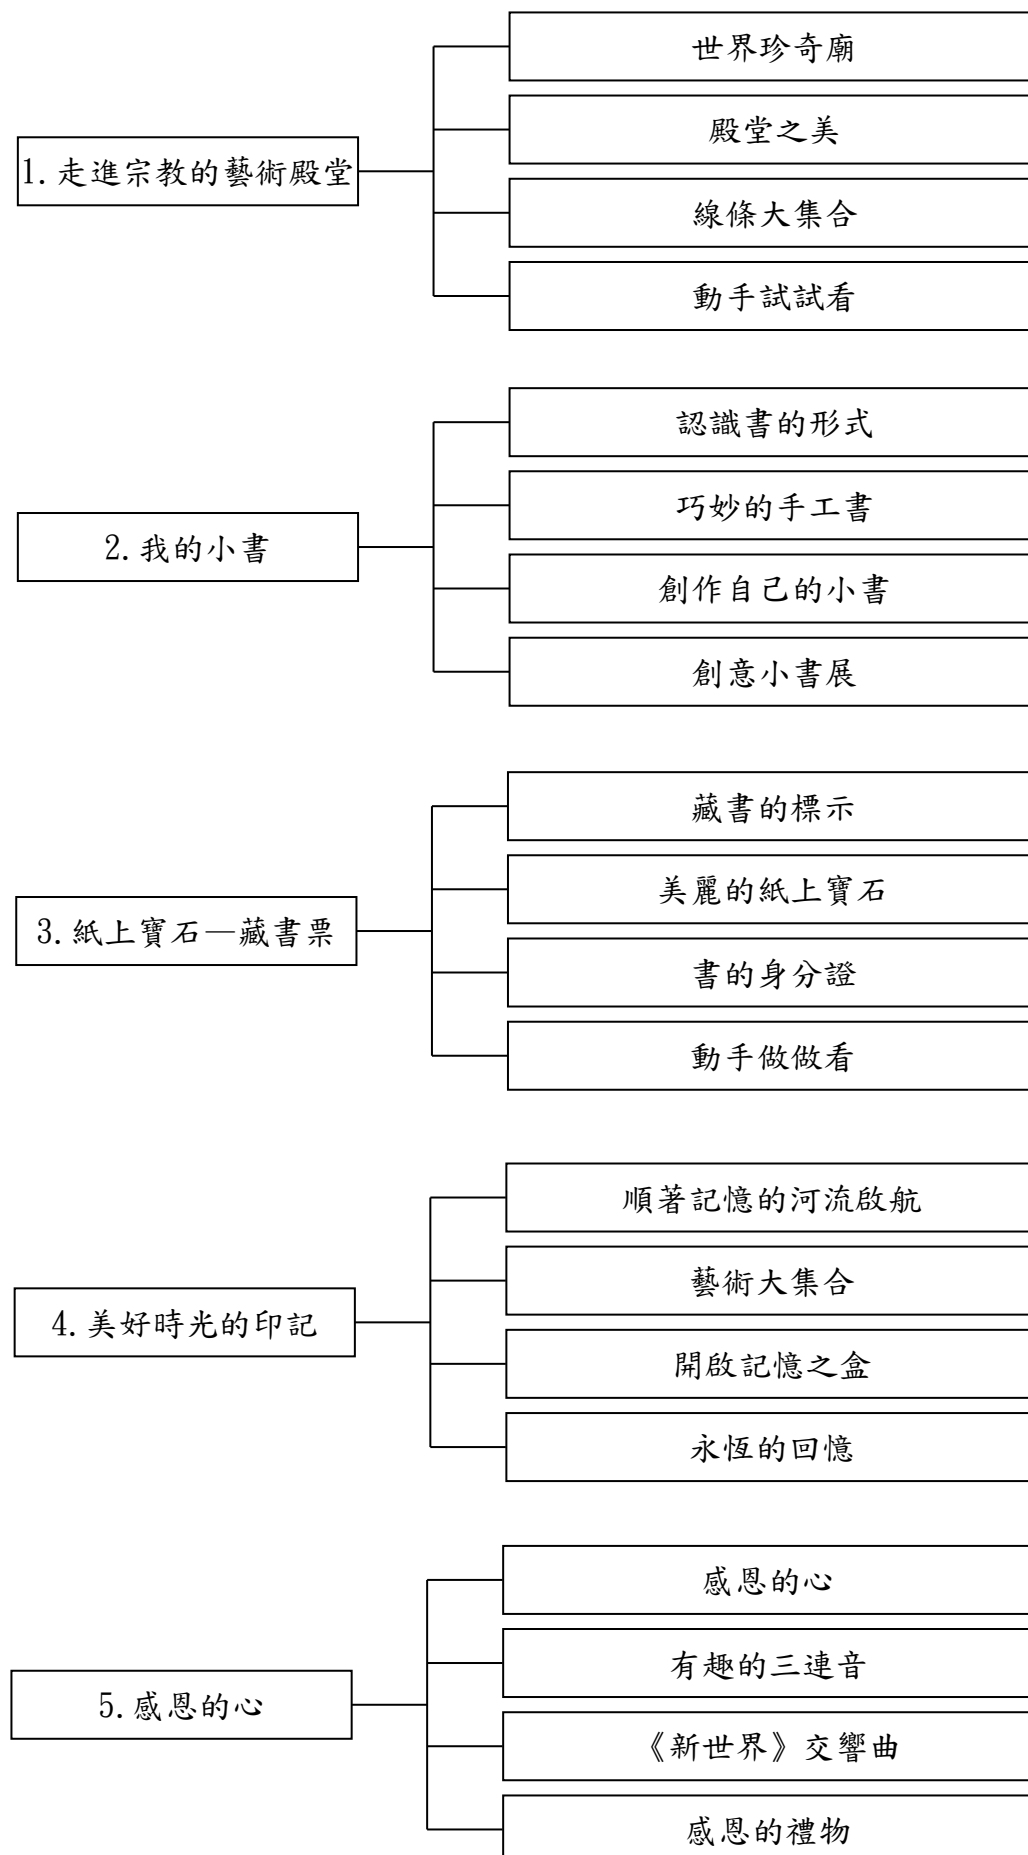 1.走進宗教的藝術殿堂
世界珍奇廟
殿堂之美
線條大集合
動手試試看
2.我的小書
認識書的形式
巧妙的手工書
創作自己的小書
創意小書展
3.紙上寶石—藏書票
藏書的標示
美麗的紙上寶石
書的身分證
動手做做看
4.美好時光的印記
順著記憶的河流啟航
藝術大集合
開啟記憶之盒
永恆的回憶
5.感恩的心
感恩的心
有趣的三連音
《新世界》交響曲
感恩的禮物